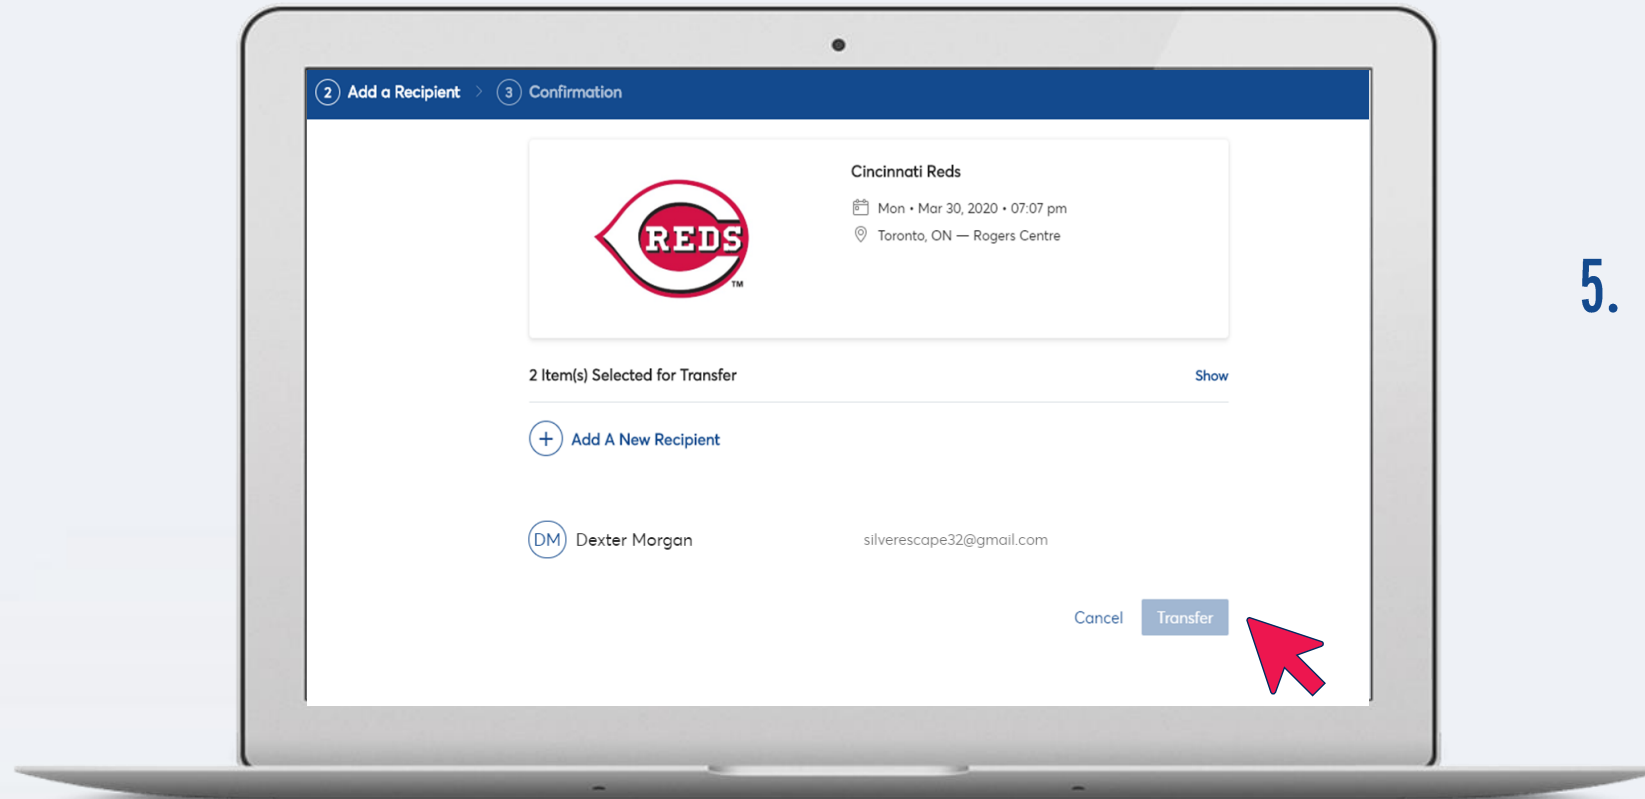 2 Add a Recipient > 3 Confirmation
REDS
TM
Cincinnati Reds
Mon • Mar 30, 2020 • 07:07 pm
Toronto, ON — Rogers Centre
2 Item(s) Selected for Transfer Show
+ Add A New Recipient
DM Dexter Morgan silverescape32@gmail.com
Cancel Transfer
5.